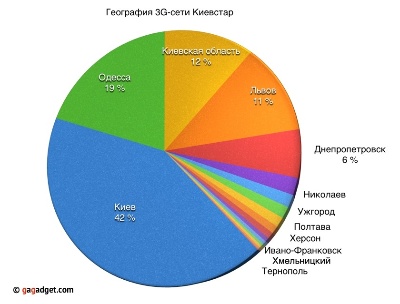 География 3G-сети Киевстар
Киевская область
12 %
Одесса
19 %
Львов
11 %
Днепропетровск
6 %
Николаев
Ужгород
Полтава
Херсон
Ивано-Франковск
Хмельницкий
Тернополь
Киев
42 %
© gagadget.com